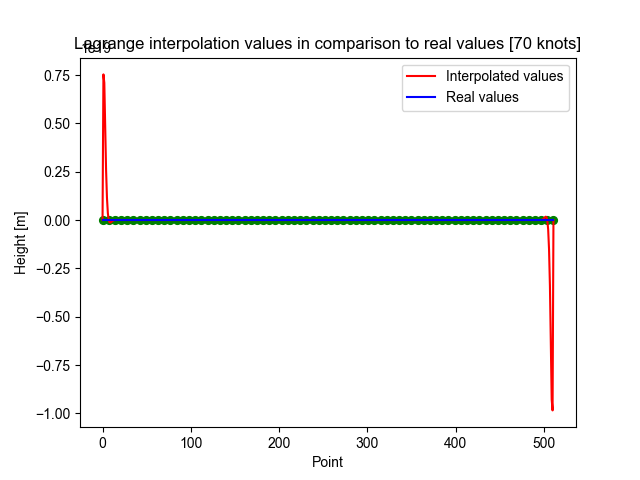 Lagrange interpolation values in comparison to real values [70 knots]
1e19
Interpolated values
Real values
0.75
0.50
0.25
0.00
−0.25
−0.50
−0.75
−1.00
Height [m]
0 100 200 300 400 500
Point